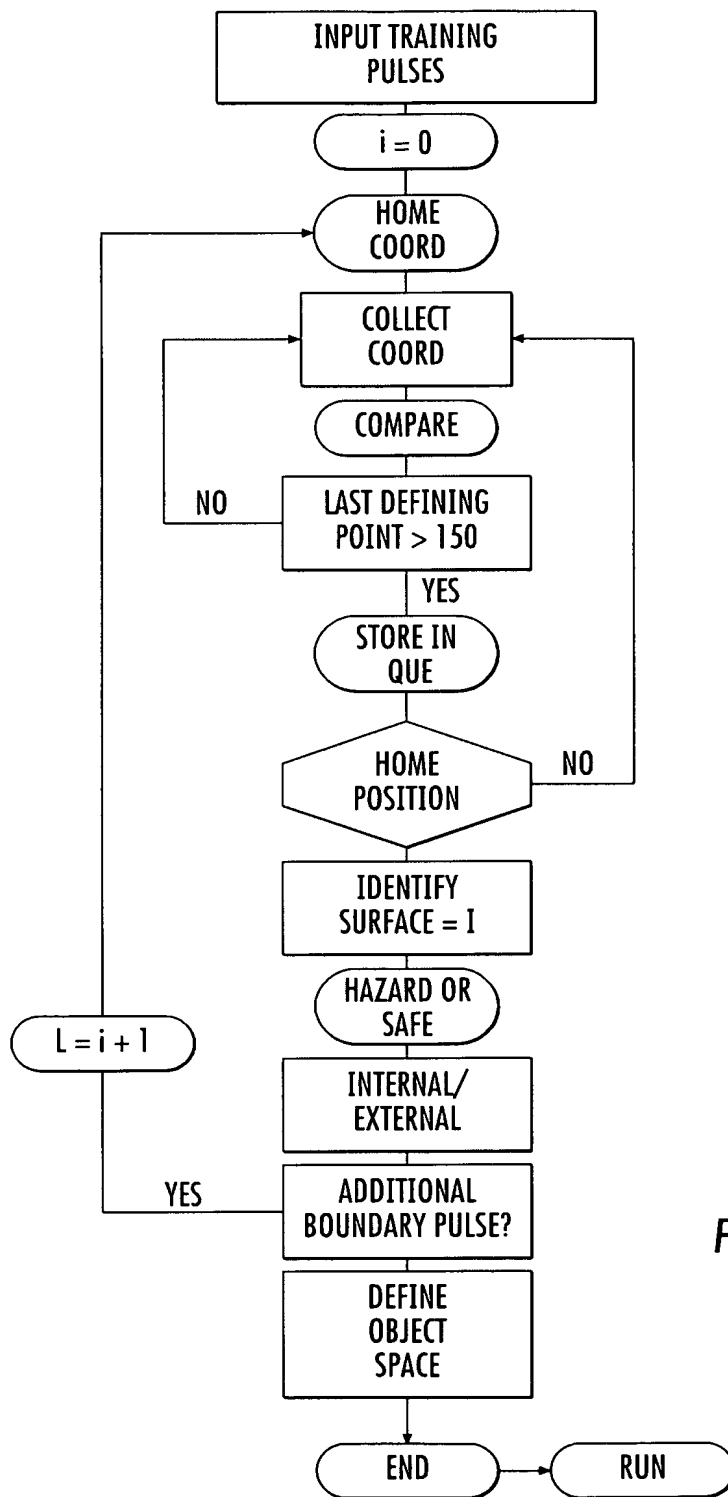 INPUT TRAINING
PULSES
i = 0
HOME
COORD
COLLECT
COORD
COMPARE
NO
LAST DEFINING
POINT > 150
YES
STORE IN
QUE
HOME
POSITION
NO
IDENTIFY
SURFACE = I
HAZARD OR
SAFE
L = i + 1
INTERNAL/
EXTERNAL
YES
ADDITIONAL
BOUNDARY PULSE?
F
DEFINE
OBJECT
SPACE
END
RUN